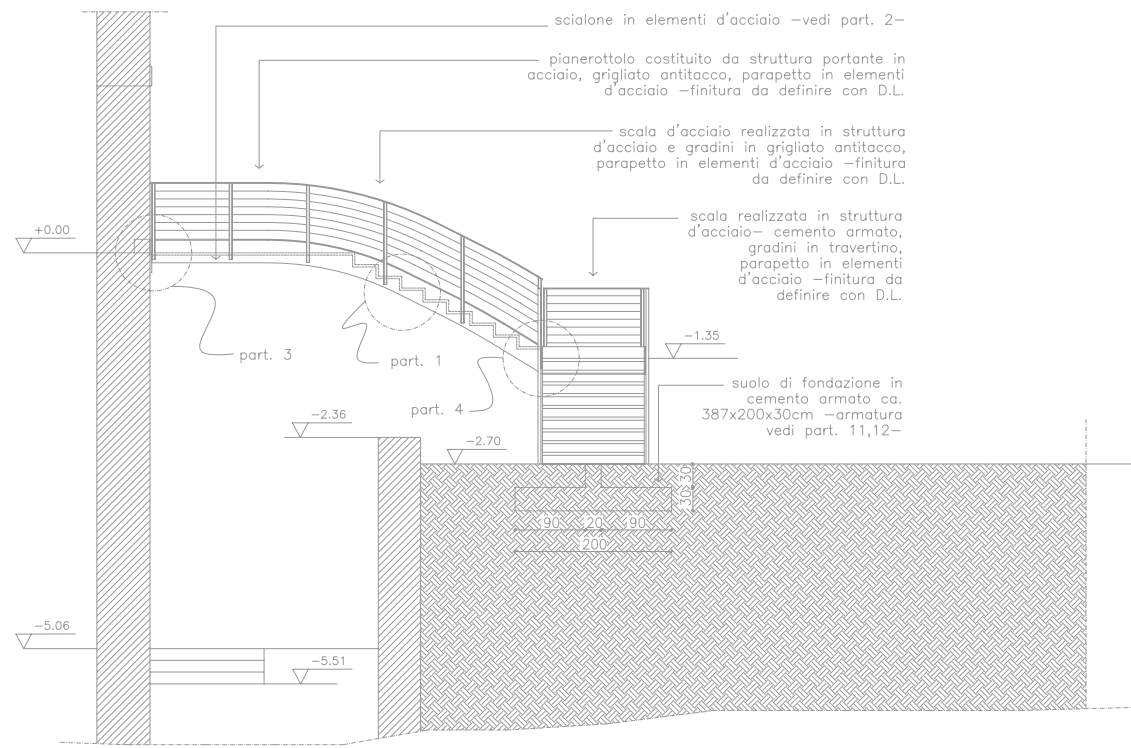 scialone in elementi d'acciaio –vedi part. 2–
pianerottolo costituito da struttura portante in
acciaio, grigliato antitacco, parapetto in elementi
d'acciaio –finitura da definire con D.L.
scala d'acciaio realizzata in struttura
d'acciaio e gradini in grigliato antitacco,
parapetto in elementi d'acciaio –finitura
da definire con D.L.
scala realizzata in struttura
d'acciaio– cemento armato,
gradini in travertino,
parapetto in elementi
d'acciaio –finitura da
definire con D.L.
+0.00
–1.35
part. 3
part. 1
part. 4
suolo di fondazione in
cemento armato ca.
387x200x30cm –armatura
vedi part. 11,12–
–2.36
–2.70
30
30
90
20
90
200
–5.06
–5.51